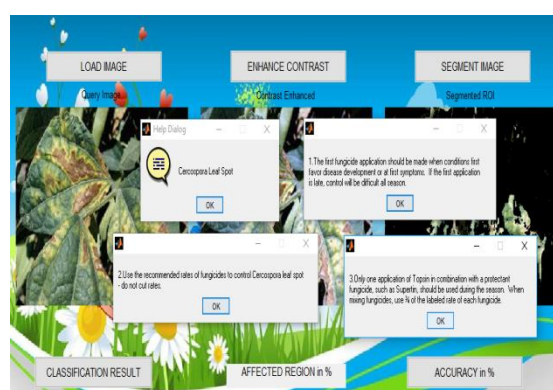 LOAD IMAGE
ENHANCE CONTRAST
SEGMENT IMAGE
Query Image
Contrast Enhanced
Segmented ROI
Help Dialog
Cercospora Leaf Spot
OK
1.The first fungicide application should be made when conditions first
favor disease development or at first symptoms. If the first application
is late, control will be difficult all season.
OK
2.Use the recommended rates of fungicides to control Cercospora leaf spot
- do not cut rates.
OK
3.Only one application of Topsin in combination with a protectant
fungicide, such as Supertin, should be used during the season. When
mixing fungicides, use ¾ of the labeled rate of each fungicide.
OK
CLASSIFICATION RESULT
AFFECTED REGION in %
ACCURACY in %